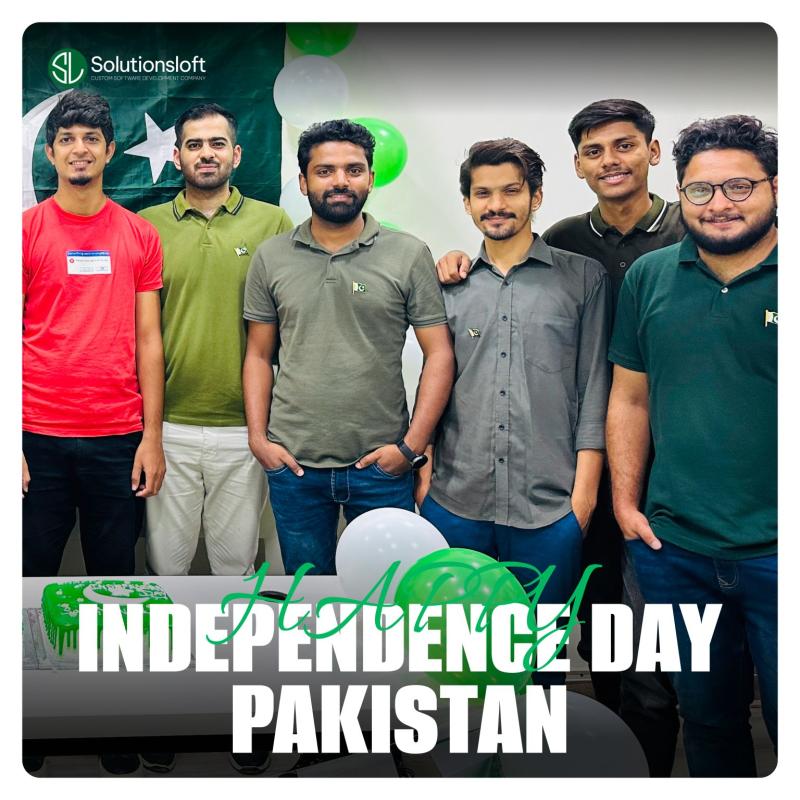 Solutionsloft
CUSTOM SOFTWARE DEVELOPMENT COMPANY
HAPPY
INDEPENDENCE DAY
PAKISTAN